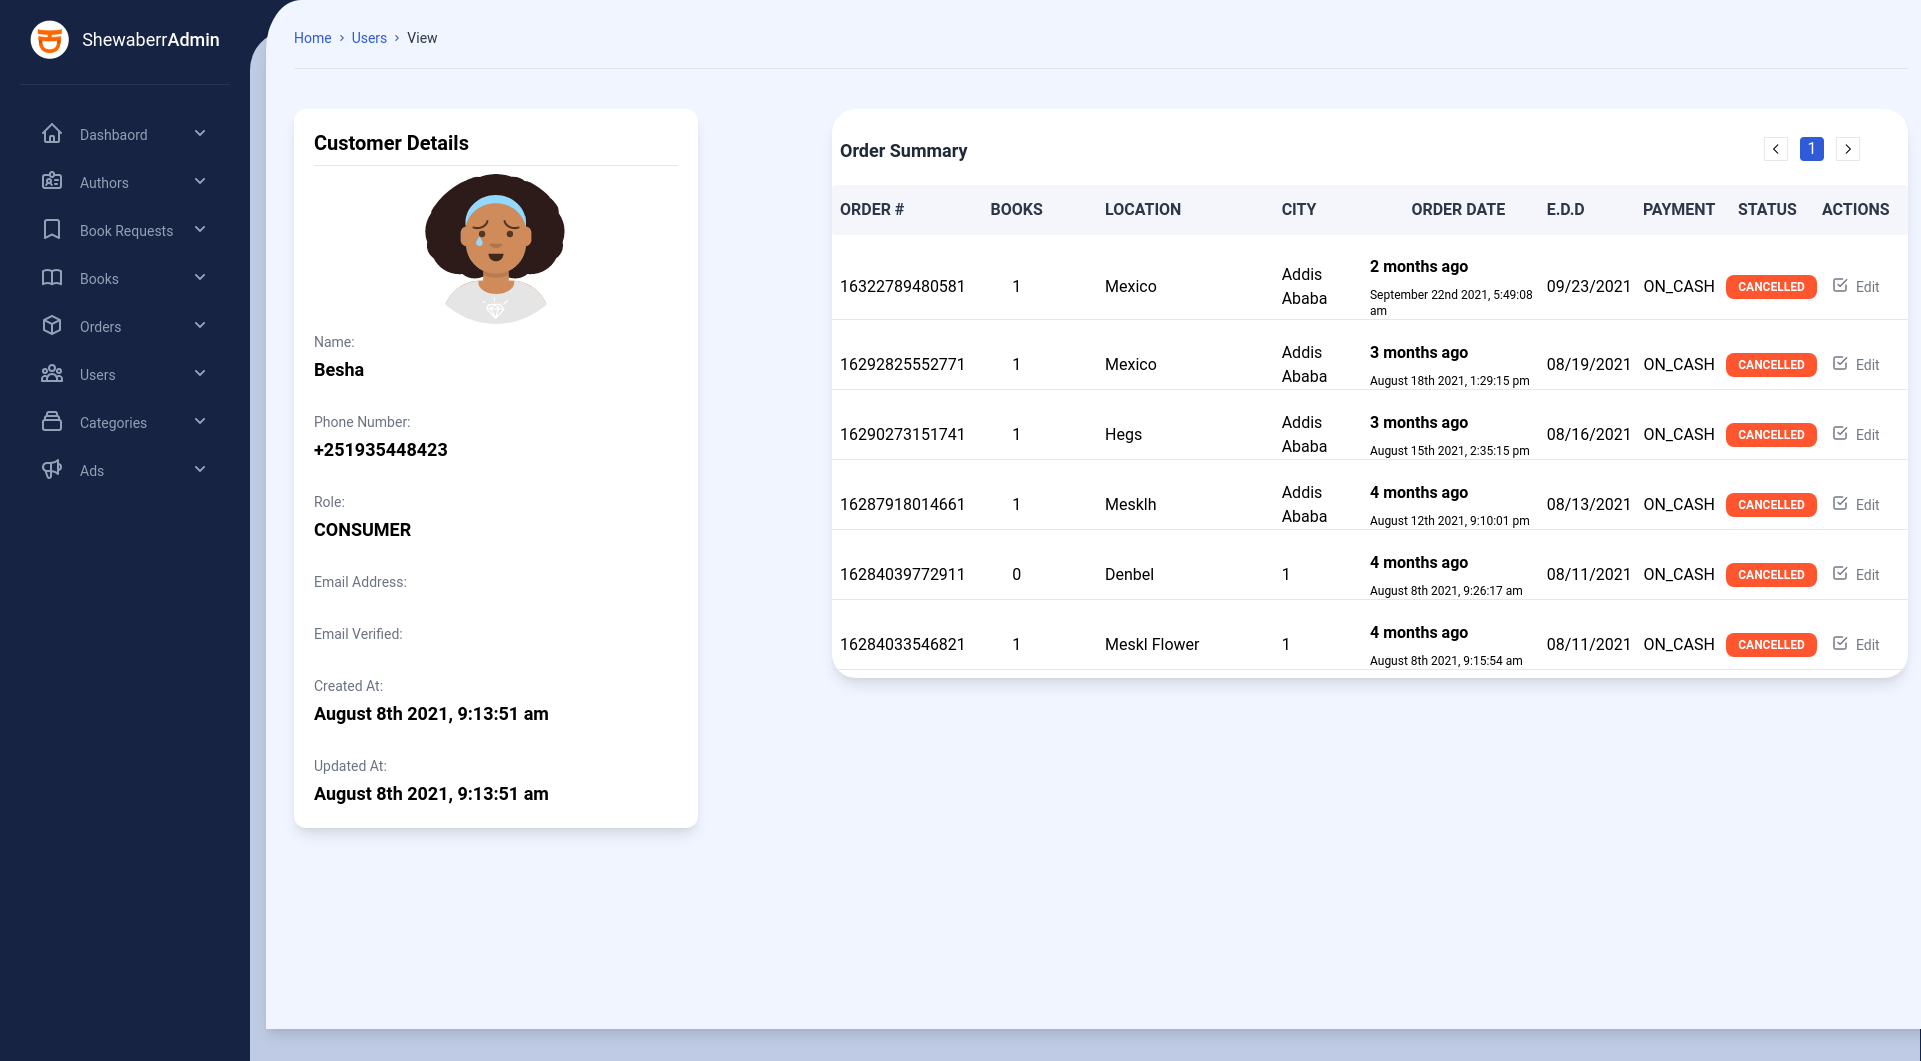 ShewaberrAdmin
Dashbaord
Authors
Book Requests
Books
Orders
Users
Categories
Ads
Home > Users > View
Customer Details
Name:
Besha
Phone Number:
+251935448423
Role:
CONSUMER
Email Address:
Email Verified:
Created At:
August 8th 2021, 9:13:51 am
Updated At:
August 8th 2021, 9:13:51 am
Order Summary
< 1 >
ORDER # BOOKS LOCATION CITY ORDER DATE E.D.D PAYMENT STATUS ACTIONS
16322789480581 1 Mexico Addis Ababa 2 months ago September 22nd 2021, 5:49:08 am 09/23/2021 ON_CASH CANCELLED Edit
16292825552771 1 Mexico Addis Ababa 3 months ago August 18th 2021, 1:29:15 pm 08/19/2021 ON_CASH CANCELLED Edit
16290273151741 1 Hegs Addis Ababa 3 months ago August 15th 2021, 2:35:15 pm 08/16/2021 ON_CASH CANCELLED Edit
16287918014661 1 Mesklh Addis Ababa 4 months ago August 12th 2021, 9:10:01 pm 08/13/2021 ON_CASH CANCELLED Edit
16284039772911 0 Denbel 1 4 months ago August 8th 2021, 9:26:17 am 08/11/2021 ON_CASH CANCELLED Edit
16284033546821 1 Meskl Flower 1 4 months ago August 8th 2021, 9:15:54 am 08/11/2021 ON_CASH CANCELLED Edit